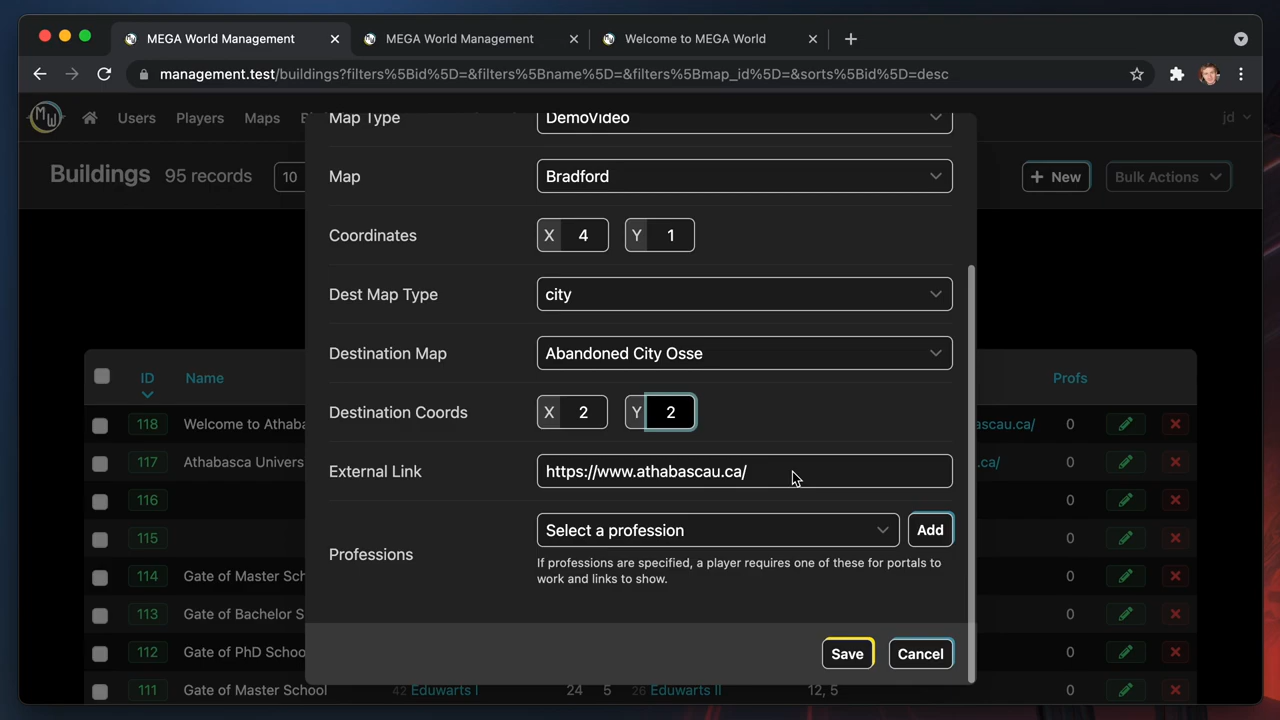 MEGA World Management
MEGA World Management
Welcome to MEGA World
management.test/buildings?filters%5Bid%5D=&filters%5Bname%5D=&filters%5Bmap_id%5D=&sorts%5Bid%5D=desc
MW
Users
Players
Maps
jd
Buildings
95 records
10
+ New
Bulk Actions
Map Type
DemoVideo
Map
Bradford
Coordinates
X 4
Y 1
Dest Map Type
city
Destination Map
Abandoned City Osse
Destination Coords
X 2
Y 2
External Link
https://www.athabascau.ca/
Professions
Select a profession
Add
If professions are specified, a player requires one of these for portals to
work and links to show.
Save
Cancel
ID
Name
Profs
118 Welcome to Athaba ascau.ca/ 0
117 Athabasca Univers .ca/ 0
116 0
115 0
114 Gate of Master Sch 0
113 Gate of Bachelor S 0
112 Gate of PhD Schoo 0
111 Gate of Master School 42 Eduwarts I 24 5 26 Eduwarts II 12, 5 0